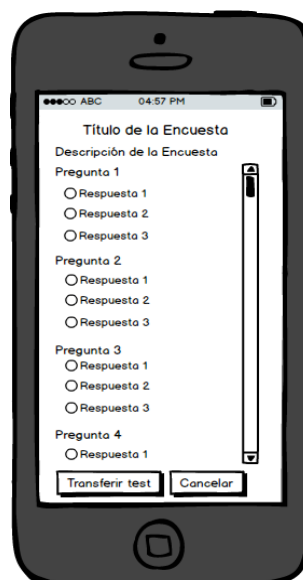 ABC 04:57 PM
Título de la Encuesta
Descripción de la Encuesta
Pregunta 1
Respuesta 1
Respuesta 2
Respuesta 3
Pregunta 2
Respuesta 1
Respuesta 2
Respuesta 3
Pregunta 3
Respuesta 1
Respuesta 2
Respuesta 3
Pregunta 4
Respuesta 1
Transferir test Cancelar